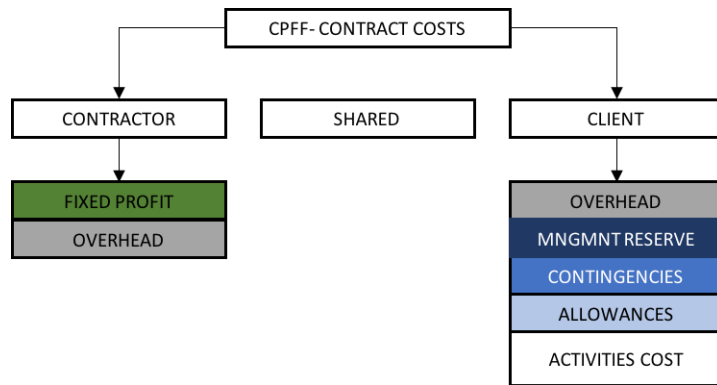 CPFF- CONTRACT COSTS
CONTRACTOR
SHARED
CLIENT
FIXED PROFIT
OVERHEAD
OVERHEAD
MNGMNT RESERVE
CONTINGENCIES
ALLOWANCES
ACTIVITIES COST